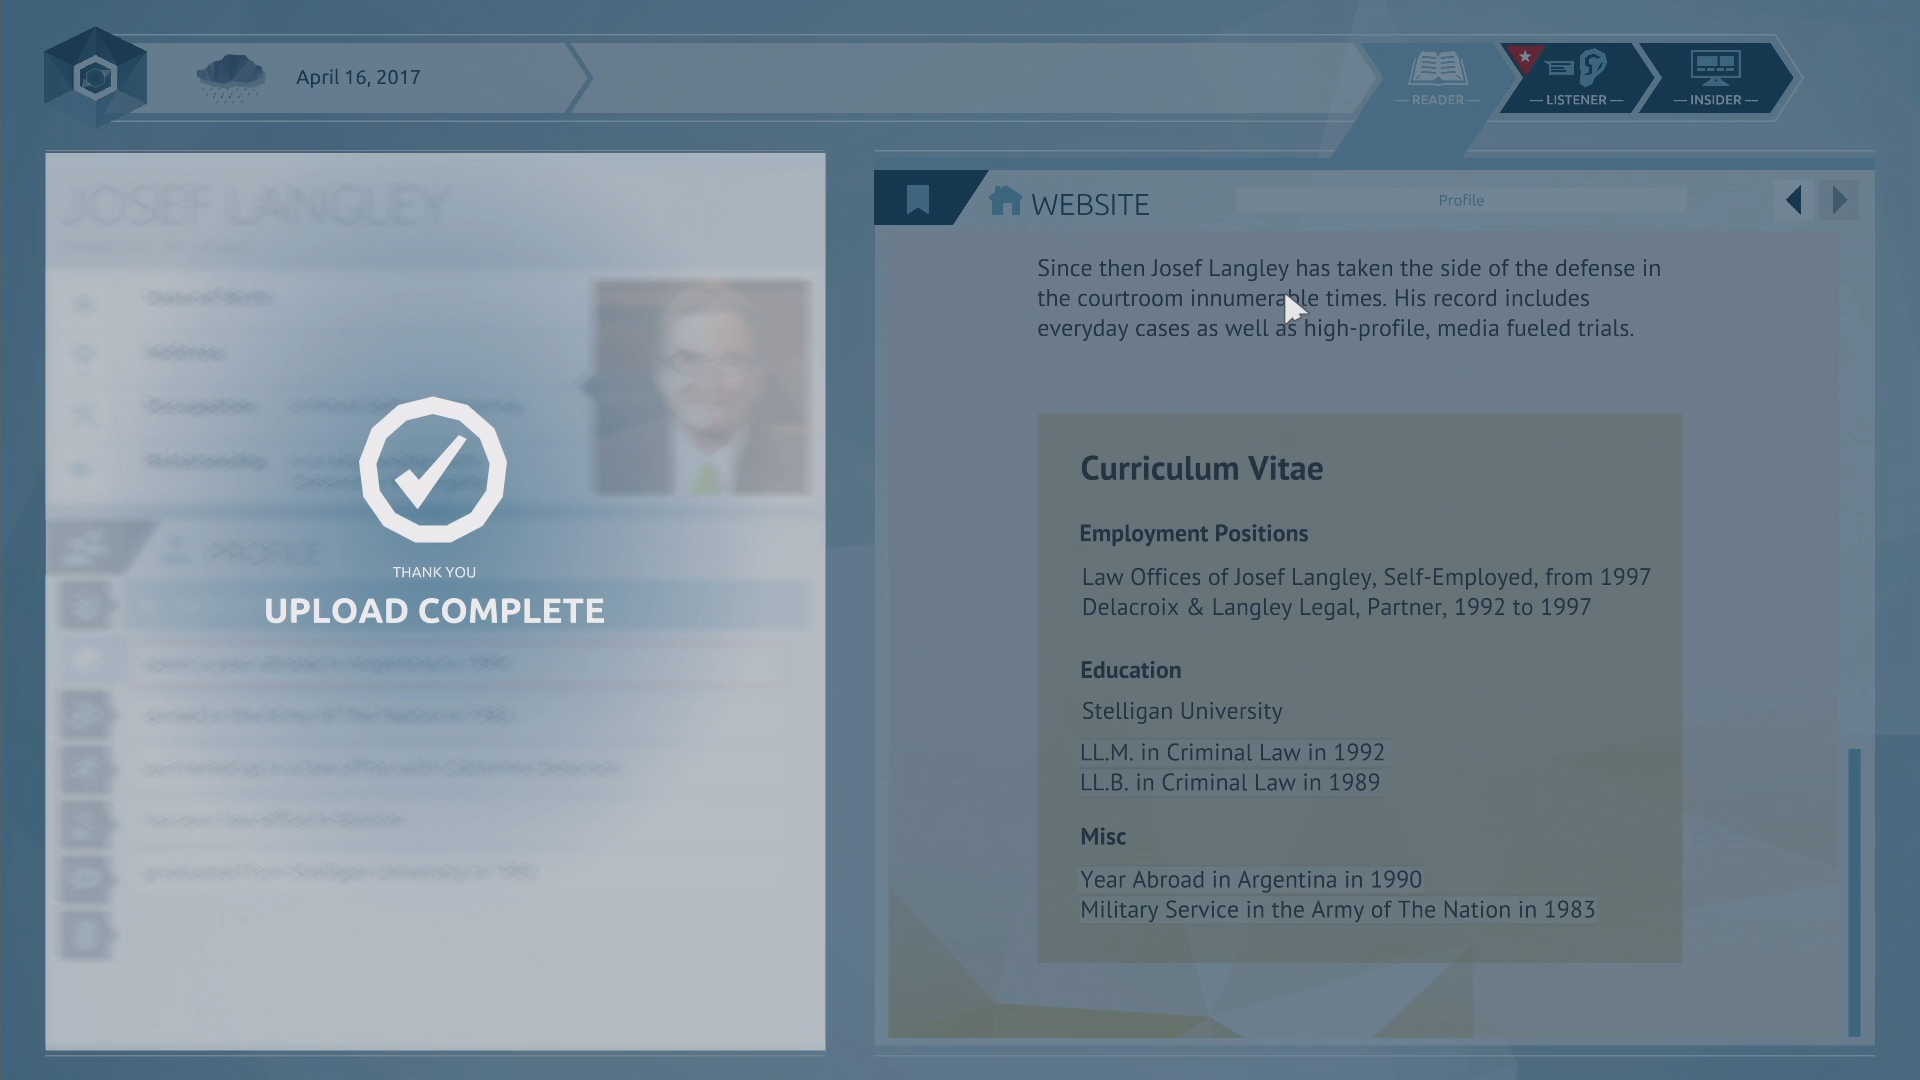 April 16, 2017
READER
LISTENER
INSIDER
JOSEF LANGLEY
PROFILE
THANK YOU
UPLOAD COMPLETE
WEBSITE
Profile
Since then Josef Langley has taken the side of the defense in
the courtroom innumerable times. His record includes
everyday cases as well as high-profile, media fueled trials.
Curriculum Vitae
Employment Positions
Law Offices of Josef Langley, Self-Employed, from 1997
Delacroix & Langley Legal, Partner, 1992 to 1997
Education
Stelligan University
LL.M. in Criminal Law in 1992
LL.B. in Criminal Law in 1989
Misc
Year Abroad in Argentina in 1990
Military Service in the Army of The Nation in 1983